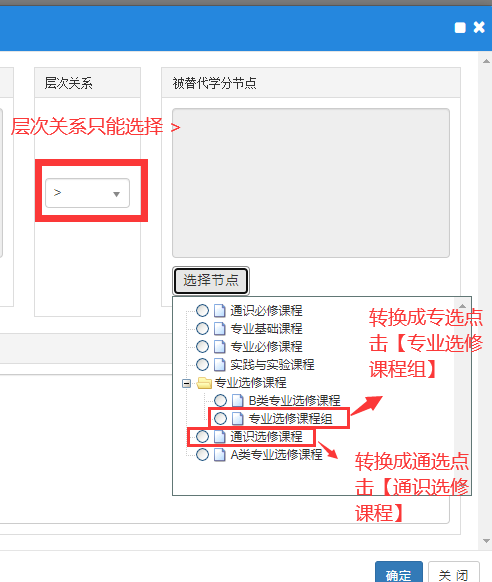 层次关系
被替代学分节点
层次关系只能选择 >
>
选择节点
通识必修课程
专业基础课程
专业必修课程
实践与实验课程
专业选修课程
B类专业选修课程
专业选修课程组
通识选修课程
A类专业选修课程
转换成专选点
击【专业选修
课程组】
转换成通选点
击【通识选修
课程】
确定
关 闭